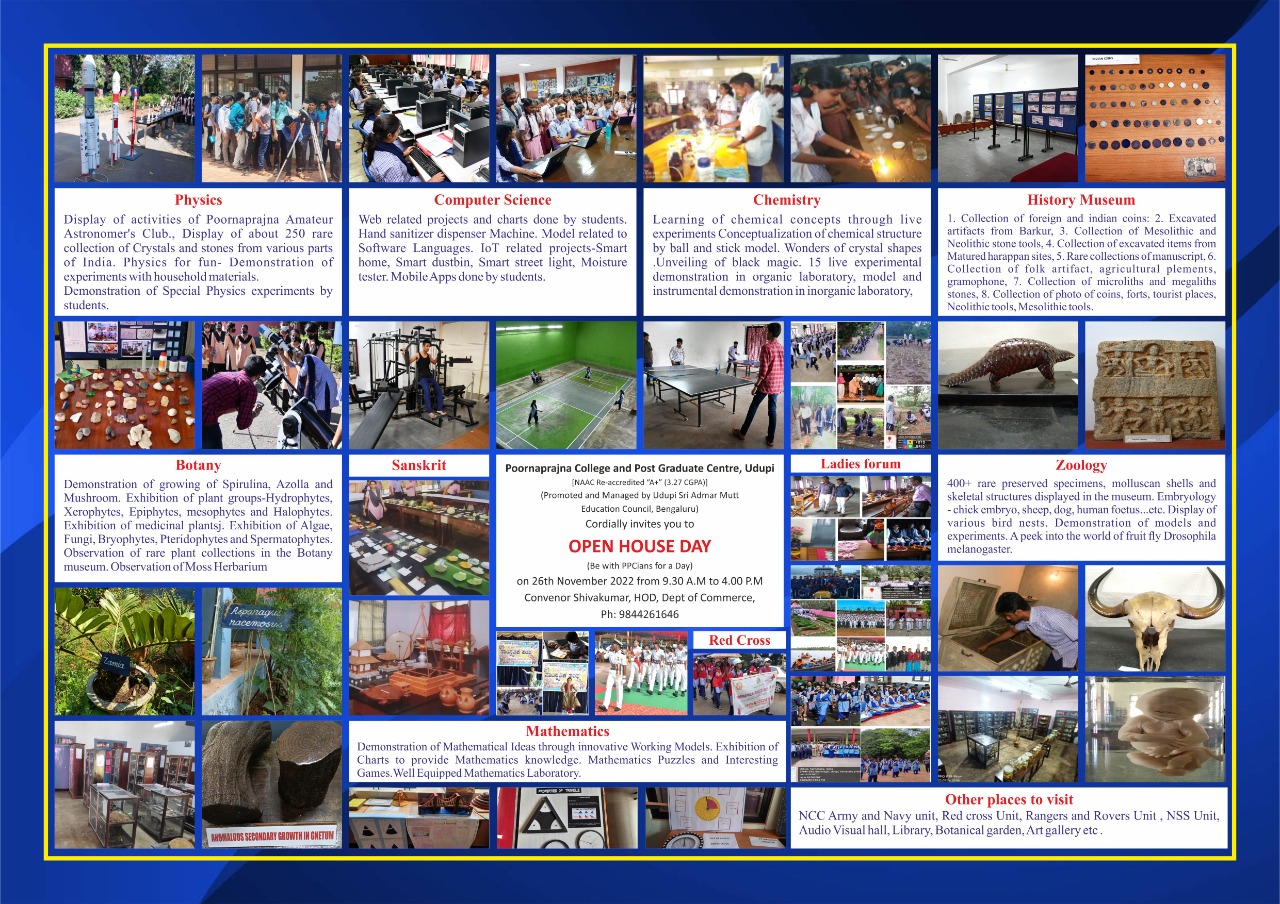 Physics
Display of activities of Poornaprajna Amateur
Astronomer's Club., Display of about 250 rare
collection of Crystals and stones from various parts
of India. Physics for fun- Demonstration of
experiments with household materials.
Demonstration of Special Physics experiments by
students.
Computer Science
Web related projects and charts done by students.
Hand sanitizer dispenser Machine. Model related to
Software Languages. IoT related projects-Smart
home, Smart dustbin, Smart street light, Moisture
tester. Mobile Apps done by students.
Chemistry
Learning of chemical concepts through live
experiments Conceptualization of chemical structure
by ball and stick model. Wonders of crystal shapes
.Unveiling of black magic. 15 live experimental
demonstration in organic laboratory, model and
instrumental demonstration in inorganic laboratory,
History Museum
1. Collection of foreign and indian coins: 2. Excavated
artifacts from Barkur, 3. Collection of Mesolithic and
Neolithic stone tools, 4. Collection of excavated items from
Matured harappan sites, 5. Rare collections of manuscript, 6.
Collection of folk artifact, agricultural plements,
gramophone, 7. Collection of microliths and megaliths
stones, 8. Collection of photo of coins, forts, tourist places,
Neolithic tools, Mesolithic tools.
Botany
Demonstration of growing of Spirulina, Azolla and
Mushroom. Exhibition of plant groups-Hydrophytes,
Xerophytes, Epiphytes, mesophytes and Halophytes.
Exhibition of medicinal plantsj. Exhibition of Algae,
Fungi, Bryophytes, Pteridophytes and Spermatophytes.
Observation of rare plant collections in the Botany
museum. Observation of Moss Herbarium
Sanskrit
Poornaprajna College and Post Graduate Centre, Udupi
[NAAC Re-accredited "A+" (3.27 CGPA)]
(Promoted and Managed by Udupi Sri Admar Mutt
Education Council, Bengaluru)
Cordially invites you to
OPEN HOUSE DAY
(Be with PPCians for a Day)
on 26th November 2022 from 9.30 A.M to 4.00 P.M
Convenor Shivakumar, HOD, Dept of Commerce,
Ph: 9844261646
Ladies forum
Zoology
400+ rare preserved specimens, molluscan shells and
skeletal structures displayed in the museum. Embryology
- chick embryo, sheep, dog, human foetus...etc. Display of
various bird nests. Demonstration of models and
experiments. A peek into the world of fruit fly Drosophila
melanogaster.
Zamia
Asparagus
racemosus
Red Cross
Mathematics
Demonstration of Mathematical Ideas through innovative Working Models. Exhibition of
Charts to provide Mathematics knowledge. Mathematics Puzzles and Interesting
Games.Well Equipped Mathematics Laboratory.
ANOMALOUS SECONDARY GROWTH IN GNETUM
Other places to visit
NCC Army and Navy unit, Red cross Unit, Rangers and Rovers Unit , NSS Unit,
Audio Visual hall, Library, Botanical garden, Art gallery etc .